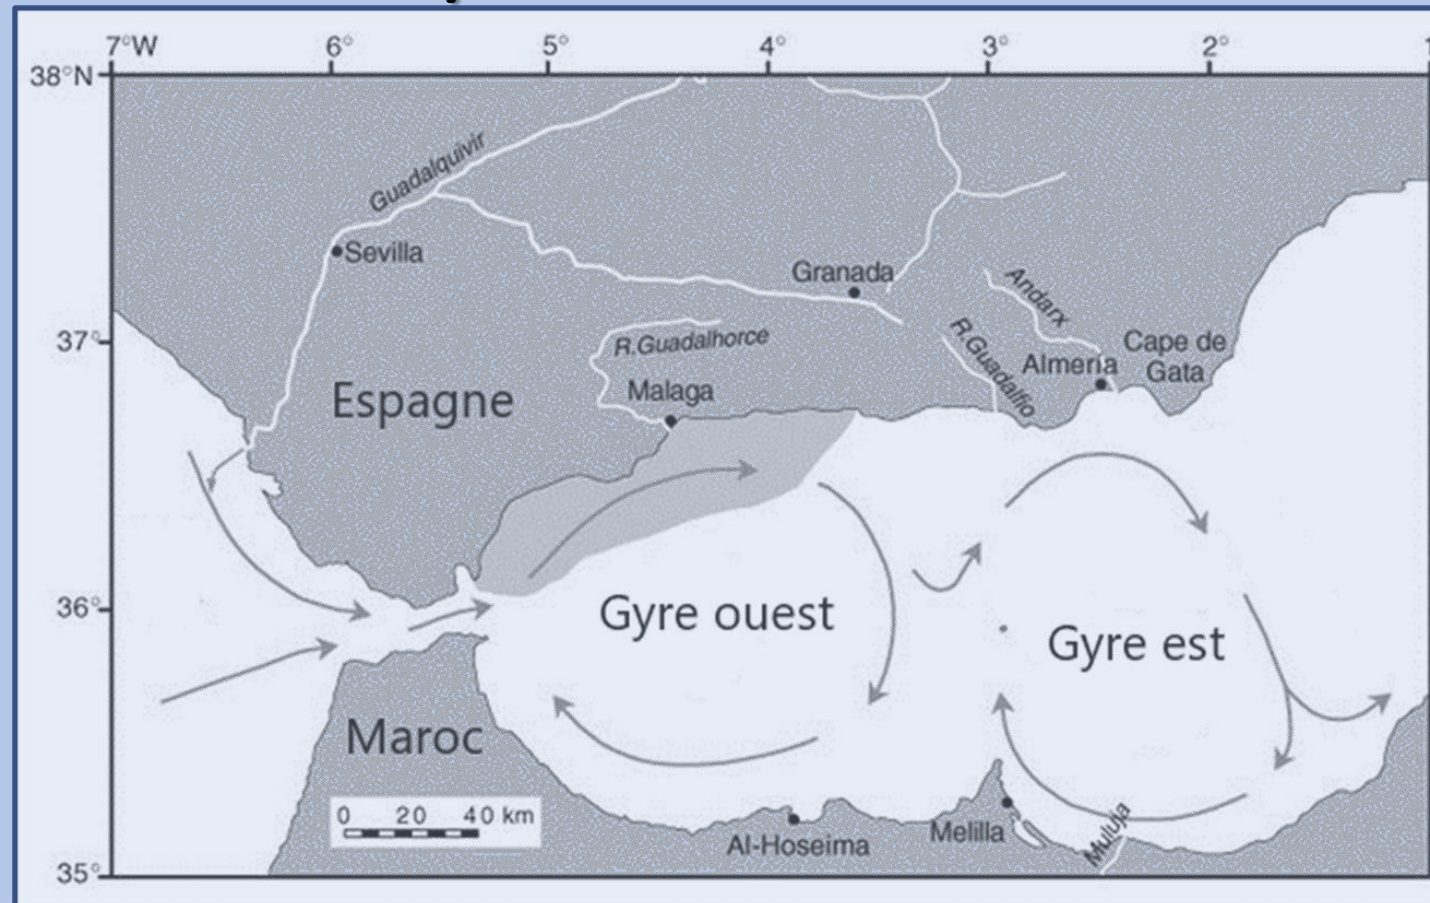 7°W 6° 5° 4° 3° 2° 1
38°N
Guadalquivir
Sevilla
Granada
Andarx
37°
R.Guadalhorce
R.Guadalfio
Cape de
Gata
Almeria
Malaga
Espagne
36°
Gyre ouest
Gyre est
Maroc
0 20 40 km
Al-Hoseima
Melilla
Muluja
35°